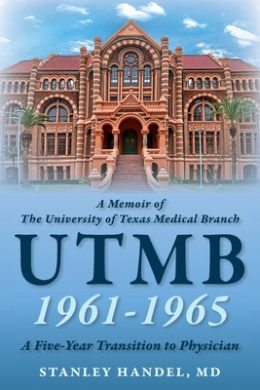 A Memoir of
The University of Texas Medical Branch
UTMB
1961-1965
A Five-Year Transition to Physician
STANLEY HANDEL, MD